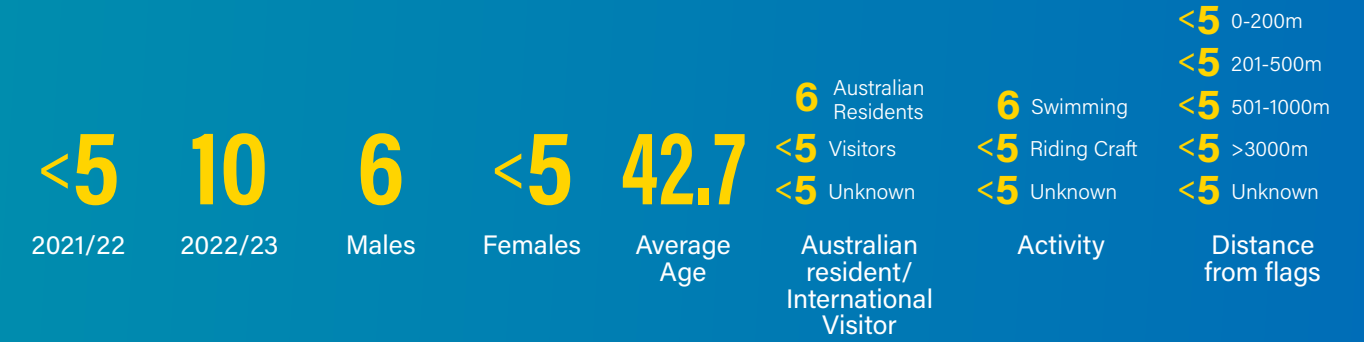 <5
2021/22
10
2022/23
6
Males
<5
Females
42.7
Average
Age
6 Australian
Residents
<5 Visitors
<5 Unknown
Australian
resident/
International
Visitor
6 Swimming
<5 Riding Craft
<5 Unknown
Activity
<5 0-200m
<5 201-500m
<5 501-1000m
<5 >3000m
<5 Unknown
Distance
from flags